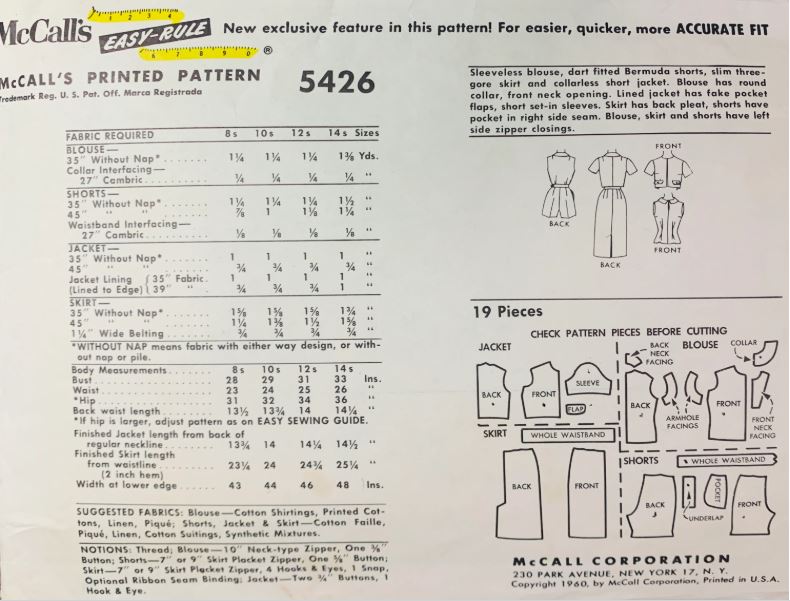 McCall's 1 2 3 4
EASY-RULE New exclusive feature in this pattern! For easier, quicker, more ACCURATE FIT
6 7 8 9 0 ®
McCALL'S PRINTED PATTERN 5426
Trademark Reg. U. S. Pat. Off. Marca Registrada
FABRIC REQUIRED 8s 10s 12s 14s Sizes
BLOUSE—
35" Without Nap*....... 1¼ 1¼ 1¼ 1⅜ Yds.
Collar Interfacing—
27" Cambric.......... ¼ ¼ ¼ ¼ "
SHORTS—
35" Without Nap*....... 1¼ 1¼ 1¼ 1½ "
45" " " ....... ⅞ 1 1⅛ 1¼ "
Waistband Interfacing—
27" Cambric.......... ⅛ ⅛ ⅛ ⅛ "
JACKET—
35" Without Nap*....... 1 1 1 1 "
45" " " ....... ¾ ¾ ¾ ¾ "
Jacket Lining (35" Fabric. 1 1 1 1 "
(Lined to Edge) (39" " . ¾ ¾ ¾ 1 "
SKIRT—
35" Without Nap*....... 1⅝ 1⅝ 1⅝ 1¾ "
45" " " ....... 1¼ 1⅜ 1½ 1⅝ "
1¼" Wide Belting....... ¾ ¾ ¾ ¾ "
*WITHOUT NAP means fabric with either way design, or with-
out nap or pile.
Body Measurements..... 8s 10s 12s 14s
Bust.................. 28 29 31 33 Ins.
Waist................. 23 24 25 26 "
*Hip.................. 31 32 34 36 "
Back waist length....... 13½ 13¾ 14 14¼ "
*If hip is larger, adjust pattern as on EASY SEWING GUIDE.
Finished Jacket length from back of
regular neckline....... 13¾ 14 14¼ 14½ "
Finished Skirt length
from waistline........ 23¼ 24 24¾ 25¼ "
(2 inch hem)
Width at lower edge..... 43 44 46 48 Ins.
SUGGESTED FABRICS: Blouse—Cotton Shirtings, Printed Cot-
tons, Linen, Piqué; Shorts, Jacket & Skirt—Cotton Faille,
Piqué, Linen, Cotton Suitings, Synthetic Mixtures.
NOTIONS: Thread; Blouse—10" Neck-type Zipper, One ⅜"
Button; Shorts—7" or 9" Skirt Placket Zipper, One ⅝" Button;
Skirt—7" or 9" Skirt Placket Zipper, 4 Hooks & Eyes, 1 Snap,
Optional Ribbon Seam Binding; Jacket—Two ¾" Buttons, 1
Hook & Eye.
Sleeveless blouse, dart fitted Bermuda shorts, slim three-
gore skirt and collarless short jacket. Blouse has round
collar, front neck opening. Lined jacket has fake pocket
flaps, short set-in sleeves. Skirt has back pleat, shorts have
pocket in right side seam. Blouse, skirt and shorts have left
side zipper closings.
FRONT
BACK
FRONT
BACK
19 Pieces
CHECK PATTERN PIECES BEFORE CUTTING
JACKET
BACK
NECK
FACING
BLOUSE
COLLAR
BACK
FRONT
SLEEVE
FLAP
BACK
ARMHOLE
FACINGS
FRONT
FRONT
NECK
FACING
SKIRT
WHOLE WAISTBAND
BACK
FRONT
SHORTS
WHOLE WAISTBAND
BACK
UNDERLAP
POCKET
FRONT
McCALL CORPORATION
230 PARK AVENUE, NEW YORK 17, N. Y.
Copyright 1960, by McCall Corporation, Printed in U.S.A.